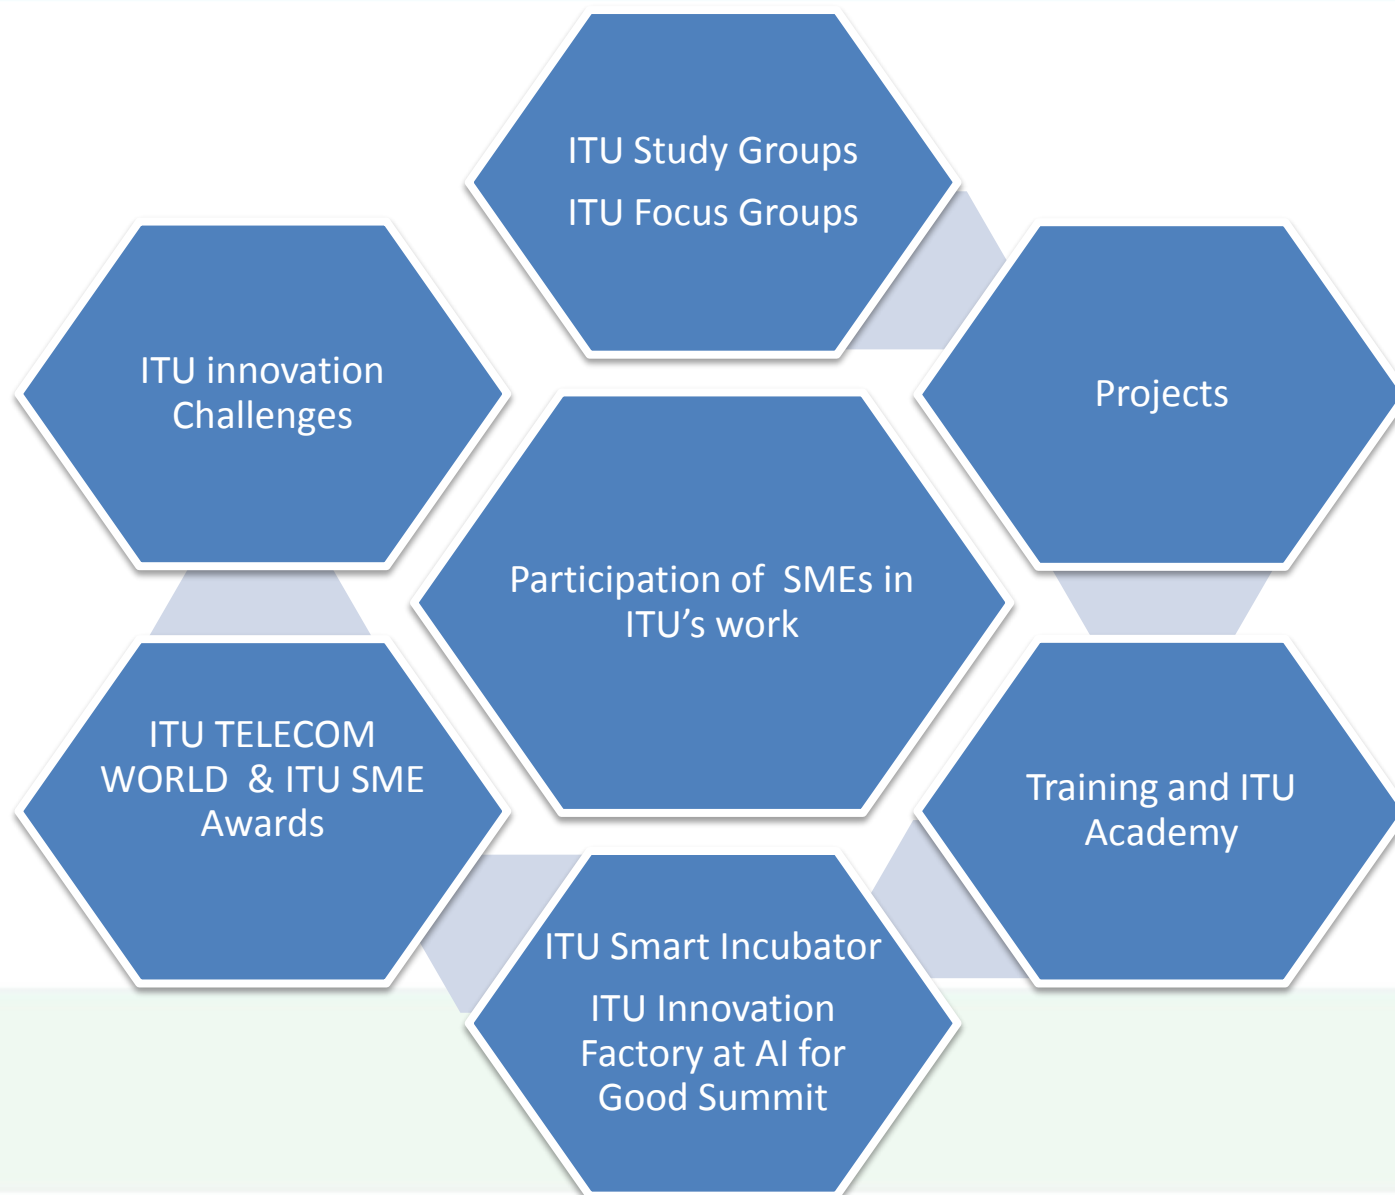 ITU Study Groups
ITU Focus Groups
ITU innovation
Challenges
Projects
Participation of  SMEs in
ITU’s work
ITU TELECOM
WORLD  & ITU SME
Awards
Training and ITU
Academy
ITU Smart Incubator
ITU Innovation
Factory at AI for
Good Summit